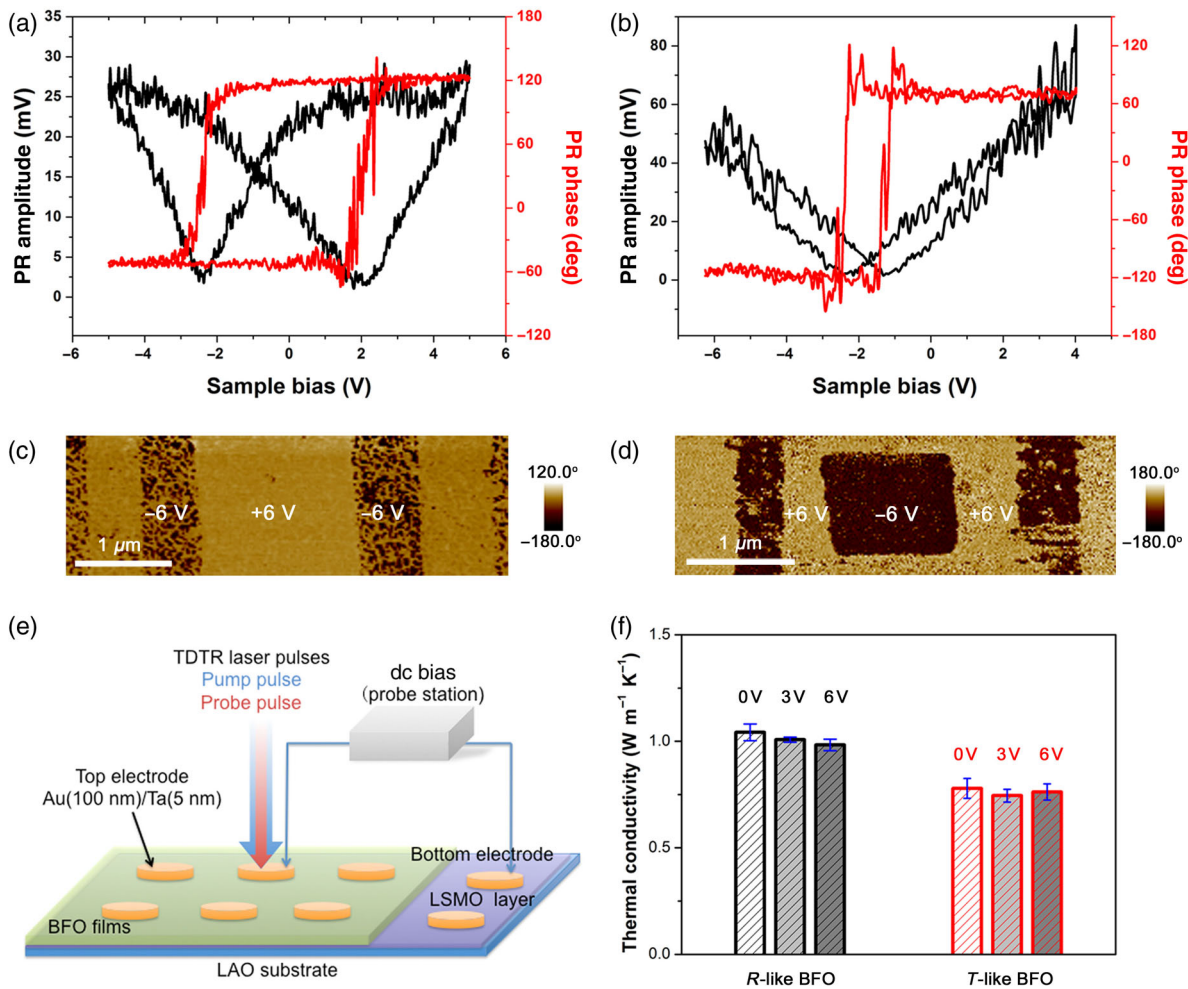 (a)
35
30
25
20
15
10
5
0
PR amplitude (mV)
180
120
60
0
−60
−120
PR phase (deg)
−6 −4 −2 0 2 4 6
Sample bias (V)
(b)
80
60
40
20
0
PR amplitude (mV)
120
60
0
−60
−120
−180
PR phase (deg)
−6 −4 −2 0 2 4
Sample bias (V)
(c)
−6 V +6 V −6 V
1 µm
120.0°
−180.0°
(d)
+6 V −6 V +6 V
1 µm
180.0°
−180.0°
(e)
TDTR laser pulses
Pump pulse
Probe pulse
dc bias
(probe station)
Top electrode
Au(100 nm)/Ta(5 nm)
Bottom electrode
LSMO layer
BFO films
LAO substrate
(f)
1.5
1.0
0.5
0.0
Thermal conductivity (W m⁻¹ K⁻¹)
0 V 3 V 6 V
0 V 3 V 6 V
R-like BFO T-like BFO